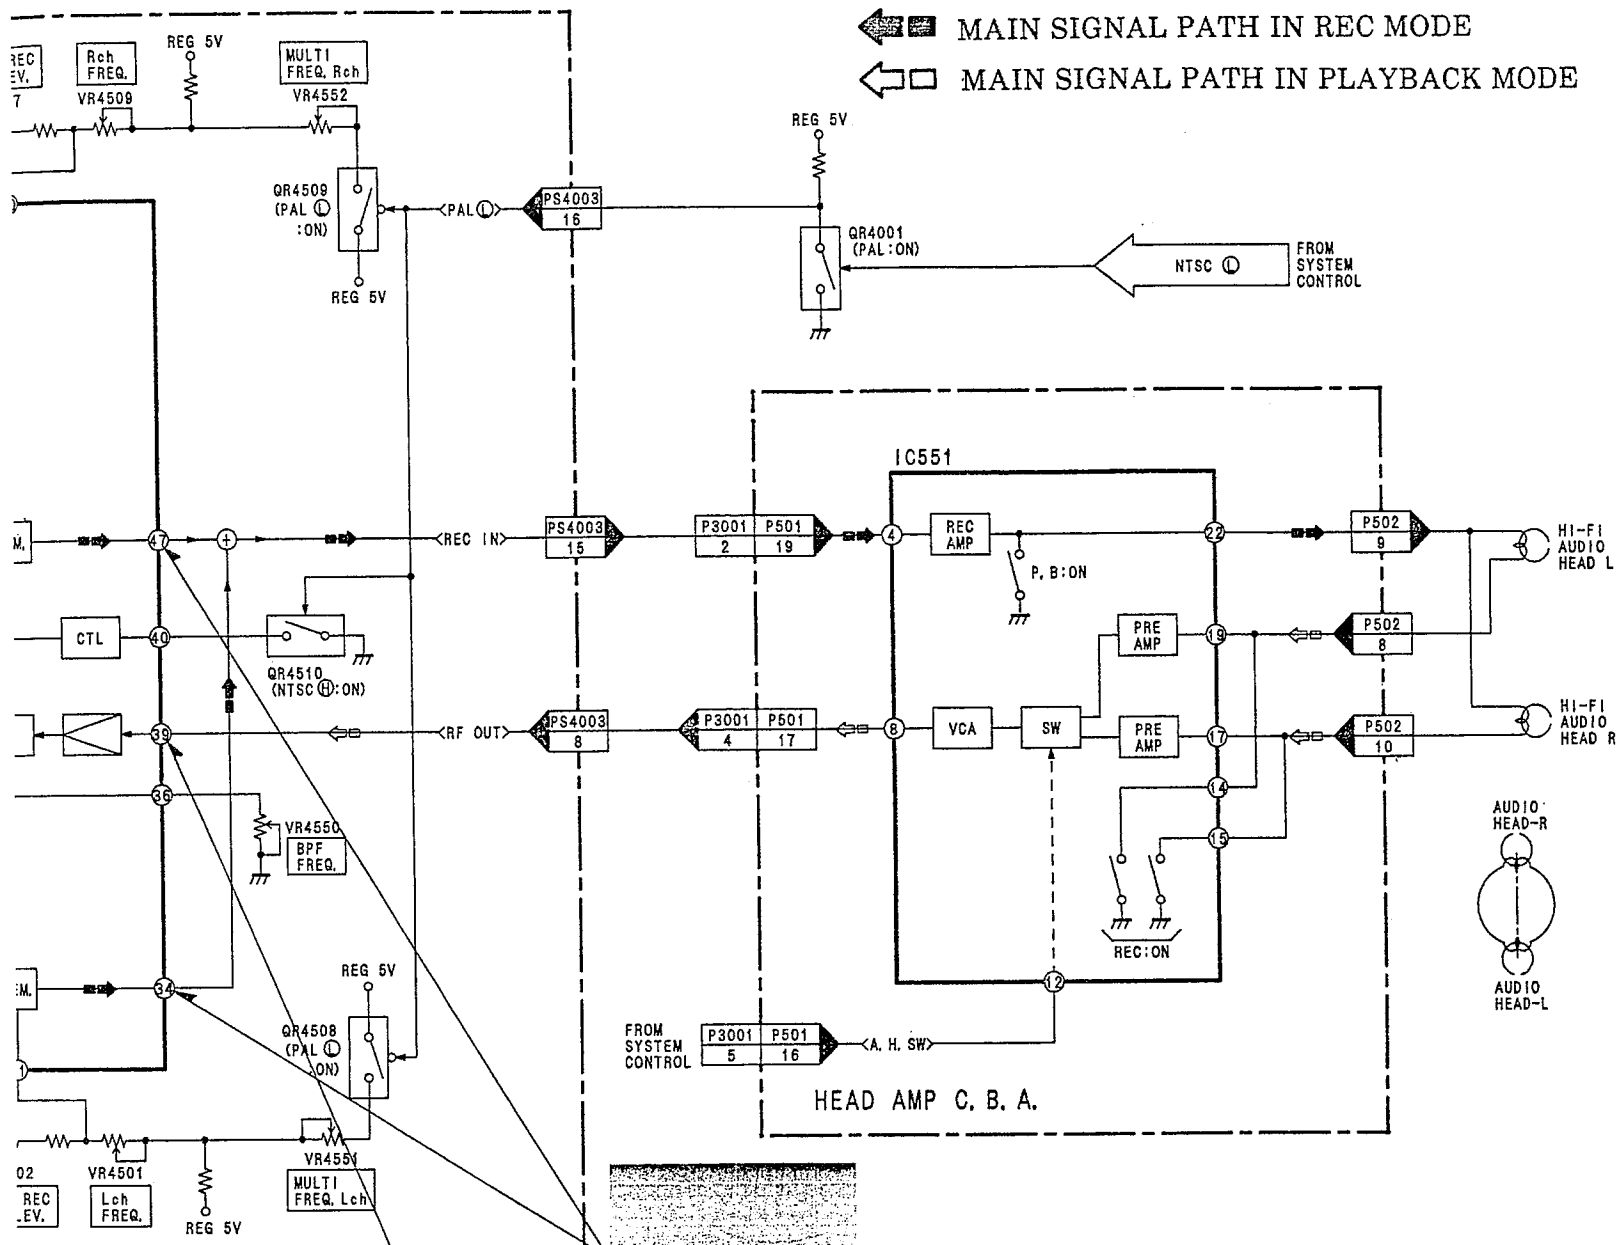 MAIN SIGNAL PATH IN REC MODE
MAIN SIGNAL PATH IN PLAYBACK MODE
REC
EV.
7
Rch
FREQ.
VR4509
REG 5V
MULTI
FREQ. Rch
VR4552
QR4509
(PAL Ⓛ
:ON)
REG 5V
<PAL Ⓛ>
PS4003
16
REG 5V
QR4001
(PAL:ON)
NTSC Ⓛ
FROM
SYSTEM
CONTROL
M.
47
+
<REC IN>
PS4003
15
P3001 P501
2 19
IC551
4
REC
AMP
P. B:ON
22
P502
9
HI-FI
AUDIO
HEAD L
CTL
40
QR4510
(NTSC Ⓗ:ON)
PRE
AMP
19
P502
8
39
<RF OUT>
PS4003
8
P3001 P501
4 17
8
VCA
SW
PRE
AMP
17
P502
10
HI-FI
AUDIO
HEAD R
36
VR4550
BPF
FREQ.
14
15
REC:ON
12
AUDIO
HEAD-R
AUDIO
HEAD-L
EM.
34
REG 5V
QR4508
(PAL Ⓛ
ON)
1
FROM
SYSTEM
CONTROL
P3001 P501
5 16
<A. H. SW>
HEAD AMP C. B. A.
02
REC
EV.
VR4501
Lch
FREQ.
REG 5V
VR4551
MULTI
FREQ. Lch